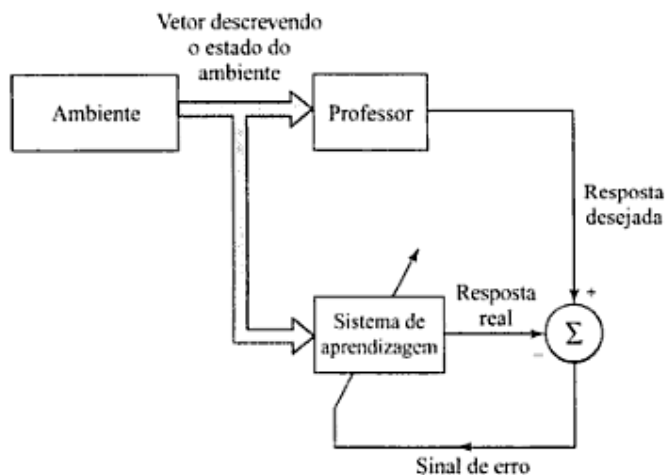 Vetor descrevendo
o estado do
ambiente
Ambiente
Professor
Resposta
desejada
+
Sistema de
aprendizagem
Resposta
real
Σ
−
Sinal de erro